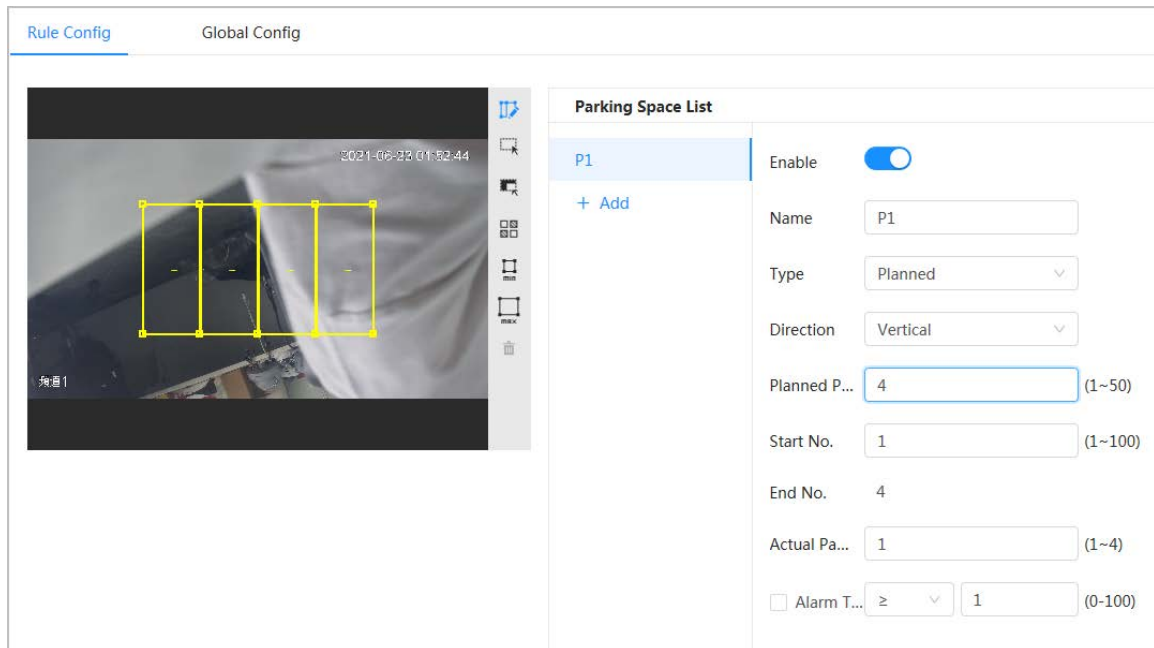 Rule Config Global Config
2021-06-23 01:52:44
频道1
min
max
Parking Space List
P1
+ Add
Enable
Name P1
Type Planned
Direction Vertical
Planned P... 4 (1~50)
Start No. 1 (1~100)
End No. 4
Actual Pa... 1 (1~4)
Alarm T... ≥ 1 (0-100)